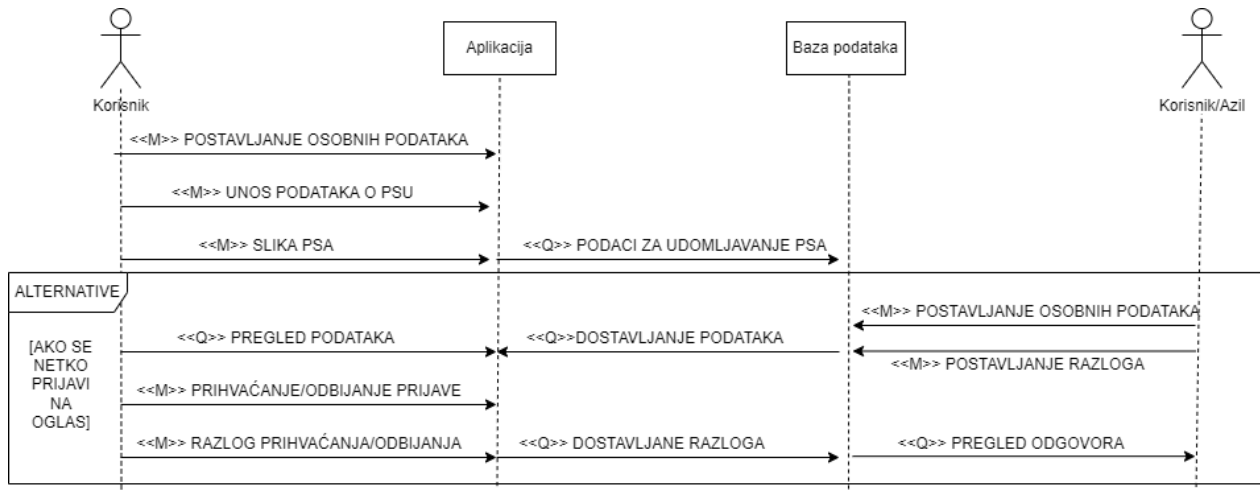 Aplikacija
Baza podataka
Korisnik
Korisnik/Azil
<<M>> POSTAVLJANJE OSOBNIH PODATAKA
<<M>> UNOS PODATAKA O PSU
<<M>> SLIKA PSA
<<Q>> PODACI ZA UDOMLJAVANJE PSA
ALTERNATIVE
<<M>> POSTAVLJANJE OSOBNIH PODATAKA
[AKO SE
NETKO
PRIJAVI
NA
OGLAS]
<<Q>> PREGLED PODATAKA
<<Q>>DOSTAVLJANJE PODATAKA
<<M>> POSTAVLJANJE RAZLOGA
<<M>> PRIHVAĆANJE/ODBIJANJE PRIJAVE
<<M>> RAZLOG PRIHVAĆANJA/ODBIJANJA
<<Q>> DOSTAVLJANE RAZLOGA
<<Q>> PREGLED ODGOVORA